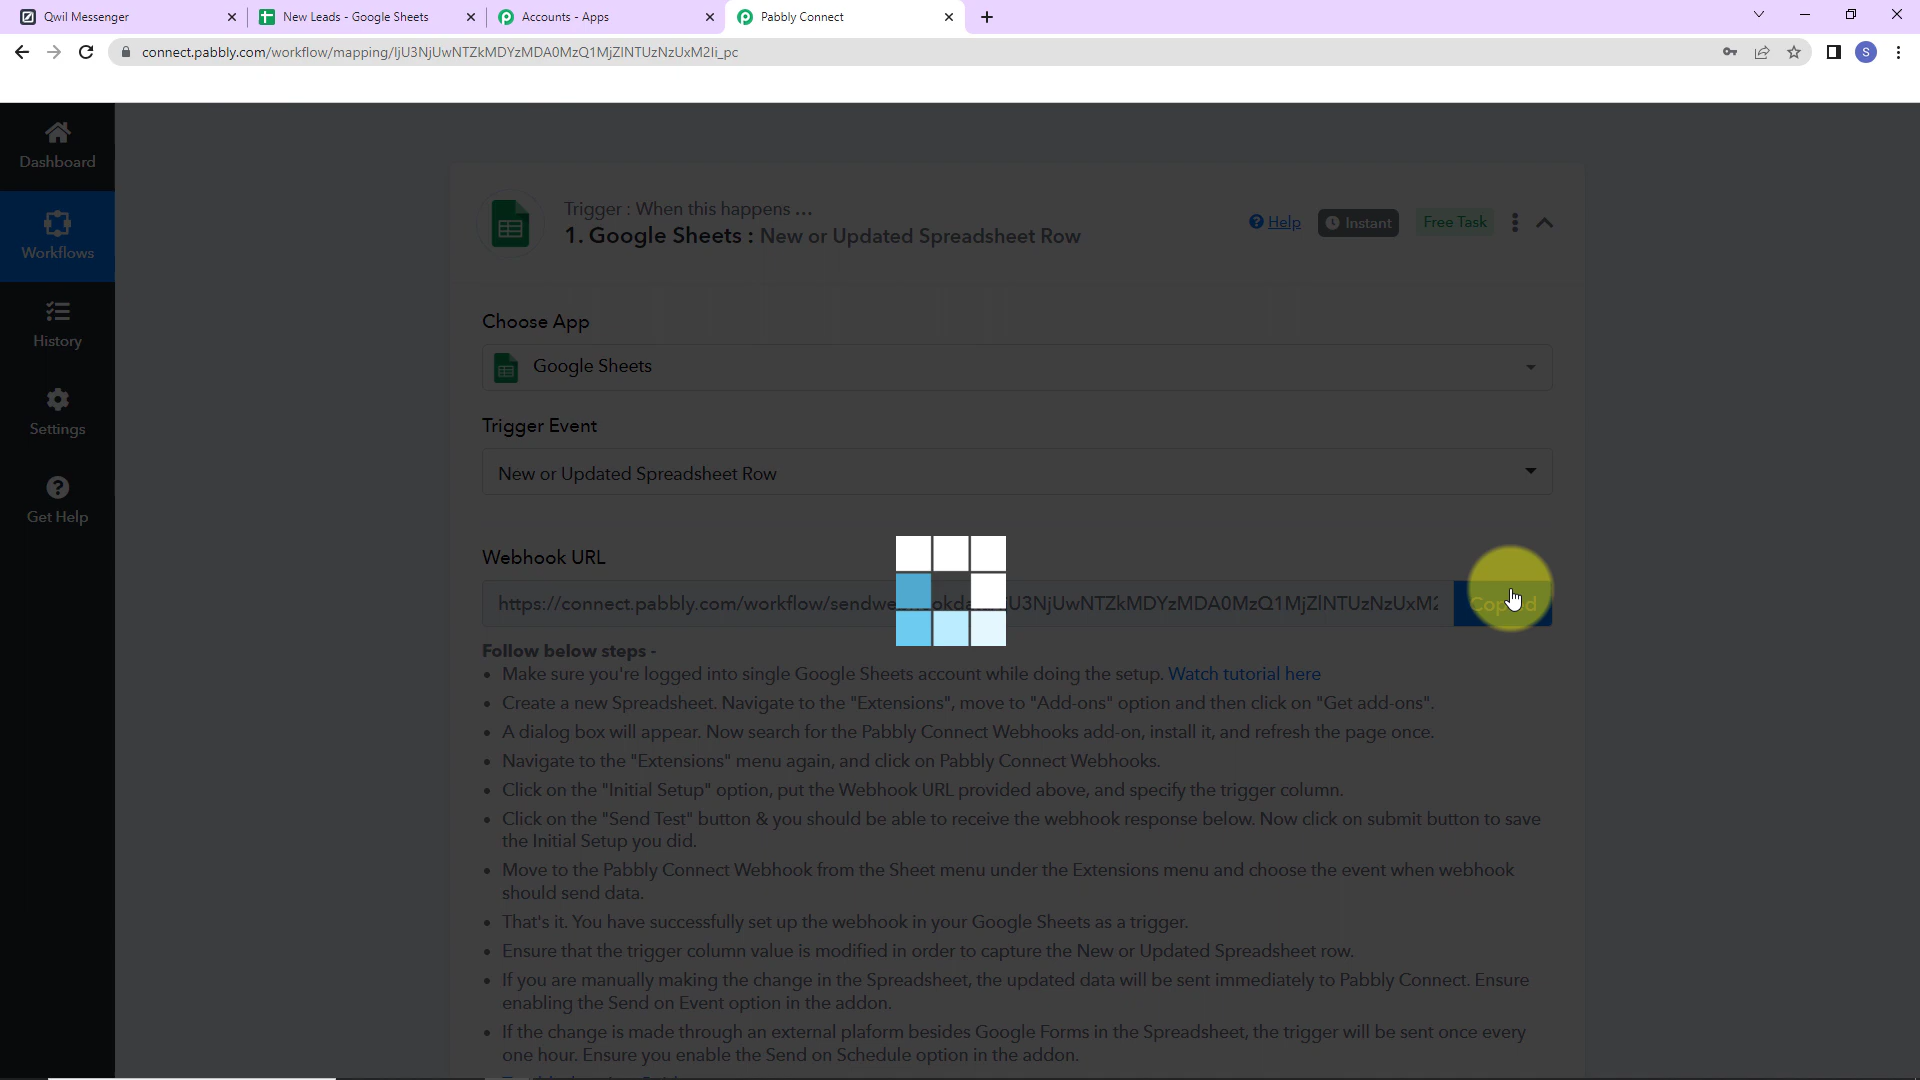 Qwil Messenger
New Leads - Google Sheets
Accounts - Apps
Pabbly Connect
connect.pabbly.com/workflow/mapping/IjU3NjUwNTZkMDYzMDA0MzQ1MjZlNTUzNzUxM2Ii_pc
S
Dashboard
Workflows
History
Settings
Get Help
Trigger : When this happens ...
1. Google Sheets : New or Updated Spreadsheet Row
Help
Instant
Free Task
Choose App
Google Sheets
Trigger Event
New or Updated Spreadsheet Row
Webhook URL
Copied
Follow below steps -
• Make sure you're logged into single Google Sheets account while doing the setup. Watch tutorial here
• Create a new Spreadsheet. Navigate to the "Extensions", move to "Add-ons" option and then click on "Get add-ons".
• A dialog box will appear. Now search for the Pabbly Connect Webhooks add-on, install it, and refresh the page once.
• Navigate to the "Extensions" menu again, and click on Pabbly Connect Webhooks.
• Click on the "Initial Setup" option, put the Webhook URL provided above, and specify the trigger column.
• Click on the "Send Test" button & you should be able to receive the webhook response below. Now click on submit button to save
the Initial Setup you did.
• Move to the Pabbly Connect Webhook from the Sheet menu under the Extensions menu and choose the event when webhook
should send data.
• That's it. You have successfully set up the webhook in your Google Sheets as a trigger.
• Ensure that the trigger column value is modified in order to capture the New or Updated Spreadsheet row.
• If you are manually making the change in the Spreadsheet, the updated data will be sent immediately to Pabbly Connect. Ensure
enabling the Send on Event option in the addon.
• If the change is made through an external plaform besides Google Forms in the Spreadsheet, the trigger will be sent once every
one hour. Ensure you enable the Send on Schedule option in the addon.